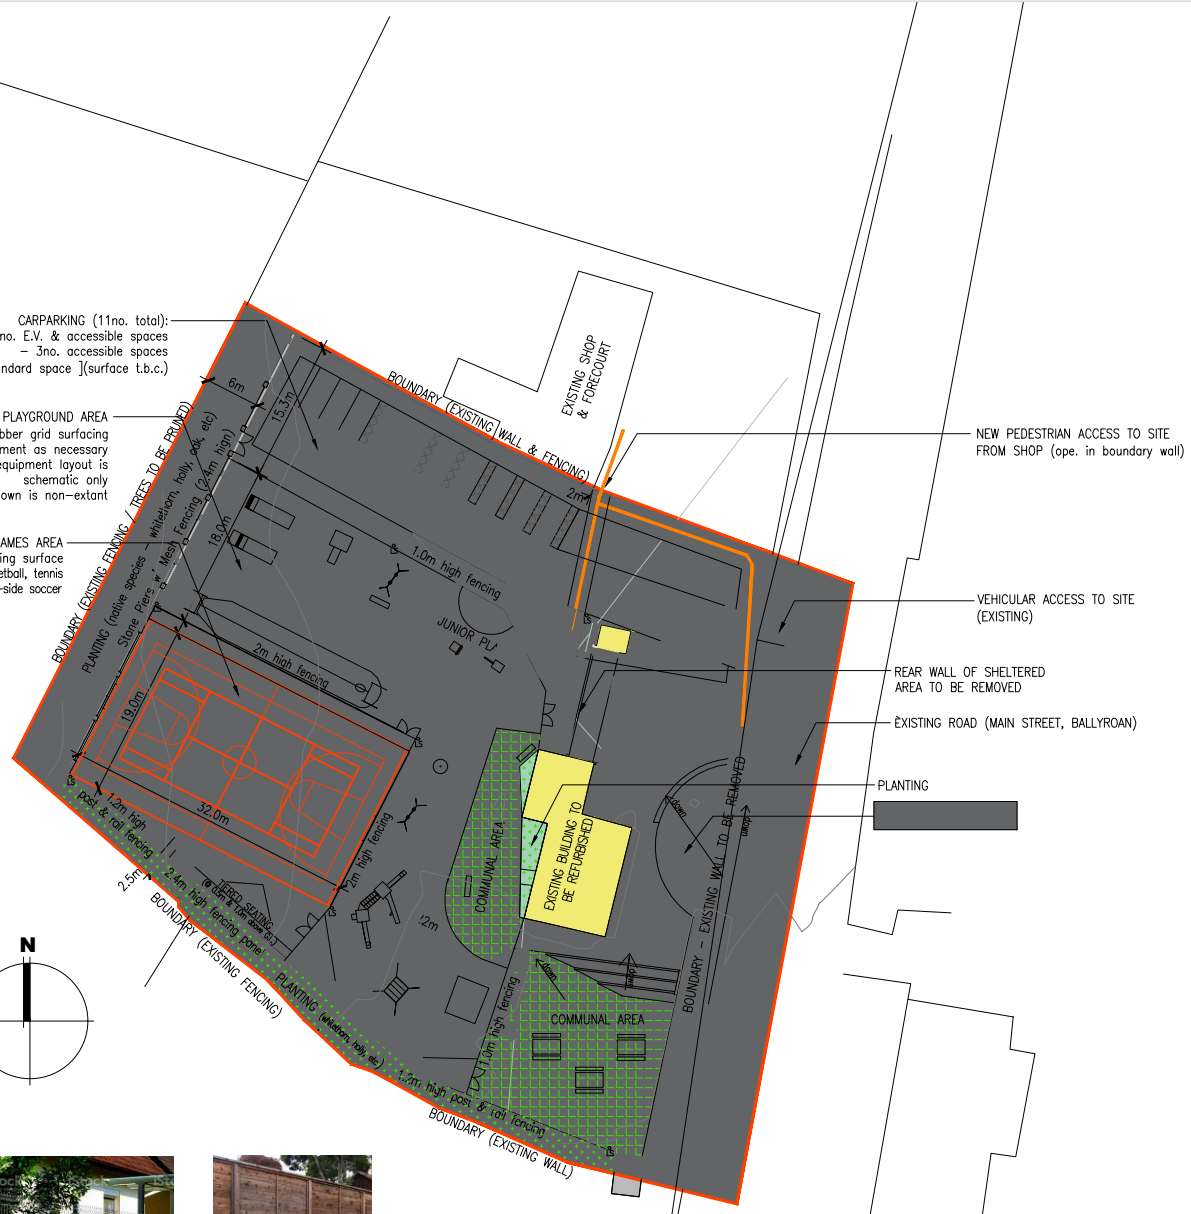 CARPARKING (11no. total):
no. E.V. & accessible spaces
– 3no. accessible spaces
ndard space ](surface t.b.c.)
PLAYGROUND AREA
bber grid surfacing
ment as necessary
equipment layout is
schematic only
own is non-extant
AMES AREA
ing surface
etball, tennis
-side soccer
EXISTING SHOP
& FORECOURT
BOUNDARY (EXISTING WALL & FENCING)
NEW PEDESTRIAN ACCESS TO SITE
FROM SHOP (ope. in boundary wall)
VEHICULAR ACCESS TO SITE
(EXISTING)
REAR WALL OF SHELTERED
AREA TO BE REMOVED
EXISTING ROAD (MAIN STREET, BALLYROAN)
PLANTING
BOUNDARY (EXISTING FENCING / TREES TO BE PRUNED)
PLANTING (native species – whitethorn, holly, oak, etc)
Stone Piers w Mesh Fencing (2.4m high)
6m
15.3m
18.0m
2m
1.0m high fencing
JUNIOR PL
2m high fencing
19.0m
32.0m
2m high fencing
1.2m high
post & rail fencing
2.5m
2.4m high fencing panel
TIERED SEATING
BOUNDARY (EXISTING FENCING)
PLANTING (whitethorn, holly, etc)
1.2m high post & rail fencing
BOUNDARY (EXISTING WALL)
COMMUNAL AREA
EXISTING BUILDING TO
BE REFURBISHED
2m
1.0m high fencing
COMMUNAL AREA
down
down
down
down
BOUNDARY – EXISTING WALL TO BE REMOVED
N
iStock